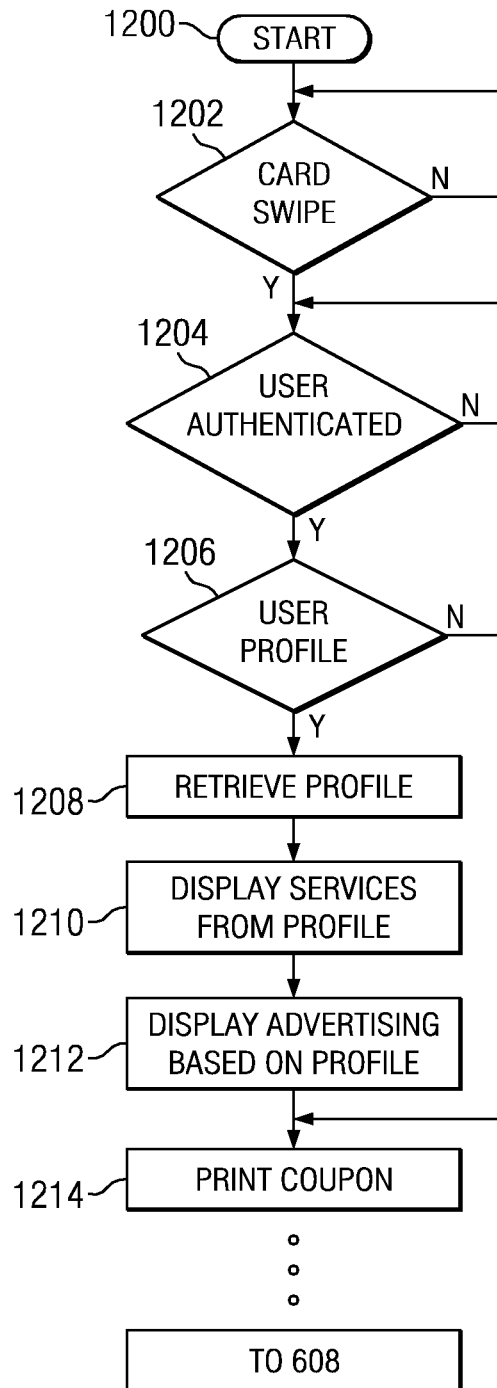 1200
START
1202
CARD
SWIPE
N
Y
1204
USER
AUTHENTICATED
N
Y
1206
USER
PROFILE
N
Y
1208
RETRIEVE PROFILE
1210
DISPLAY SERVICES
FROM PROFILE
1212
DISPLAY ADVERTISING
BASED ON PROFILE
1214
PRINT COUPON
TO 608